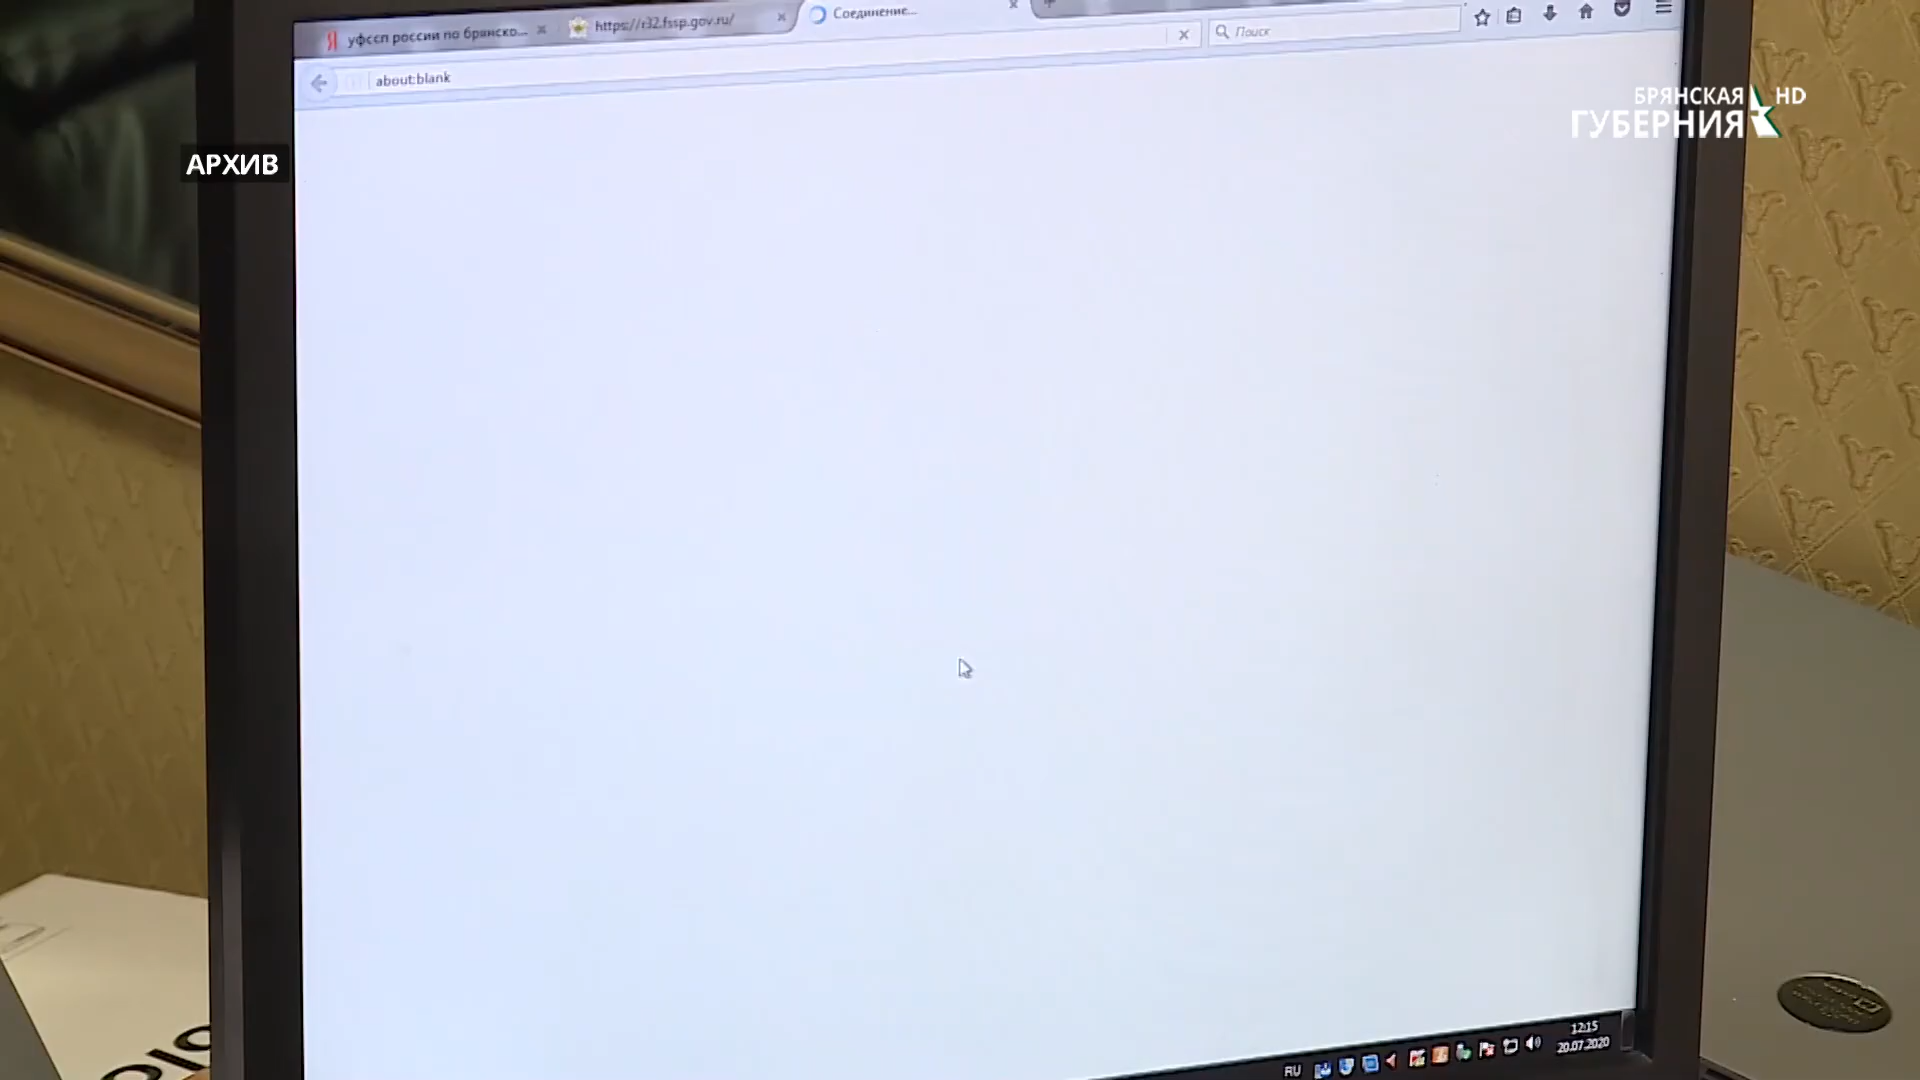 уфссп россии по брянско...
https://r32.fssp.gov.ru/
Соединение...
about:blank
Поиск
БРЯНСКАЯ HD
ГУБЕРНИЯ
АРХИВ
RU
12:15
20.07.2020